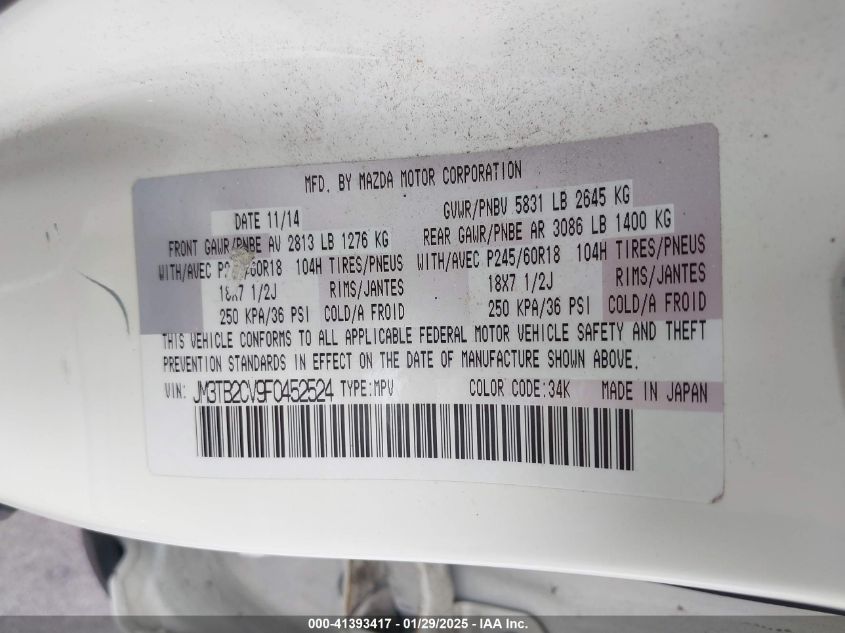 MFD. BY MAZDA MOTOR CORPORATION
DATE 11/14 GVWR/PNBV 5831 LB 2645 KG
FRONT GAWR/PNBE AV 2813 LB 1276 KG REAR GAWR/PNBE AR 3086 LB 1400 KG
WITH/AVEC 104H TIRES/PNEUS WITH/AVEC P245/60R18 104H TIRES/PNEUS
18X7 1/2J RIMS/JANTES 18X7 1/2J RIMS/JANTES
250 KPA/36 PSI COLD/A FROID 250 KPA/36 PSI COLD/A FROID
THIS VEHICLE CONFORMS TO ALL APPLICABLE FEDERAL MOTOR VEHICLE SAFETY AND THEFT
PREVENTION STANDARDS IN EFFECT ON THE DATE OF MANUFACTURE SHOWN ABOVE.
VIN: JM3TB2CV9F0452524 TYPE:MPV COLOR CODE:34K MADE IN JAPAN
000-41393417 - 01/29/2025 - IAA Inc.